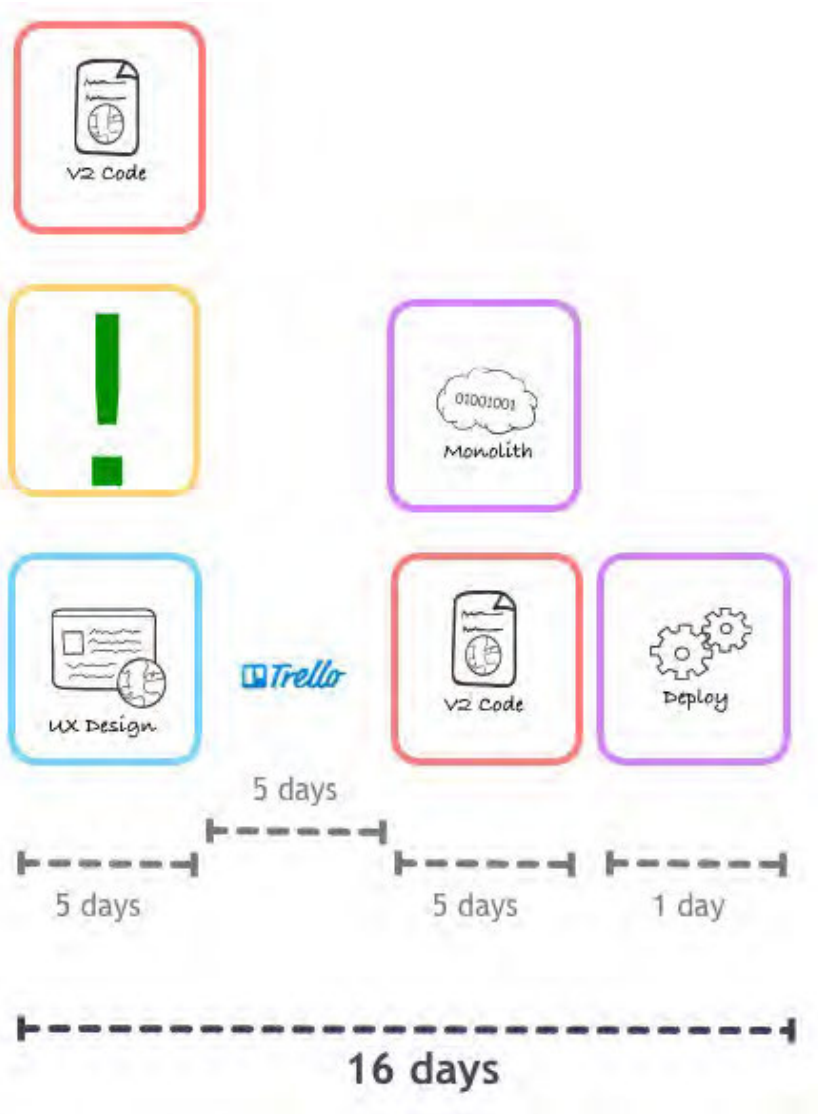 V2 Code
!
01001001
Monolith
UX Design
Trello
V2 Code
Deploy
5 days
5 days
5 days
1 day
16 days